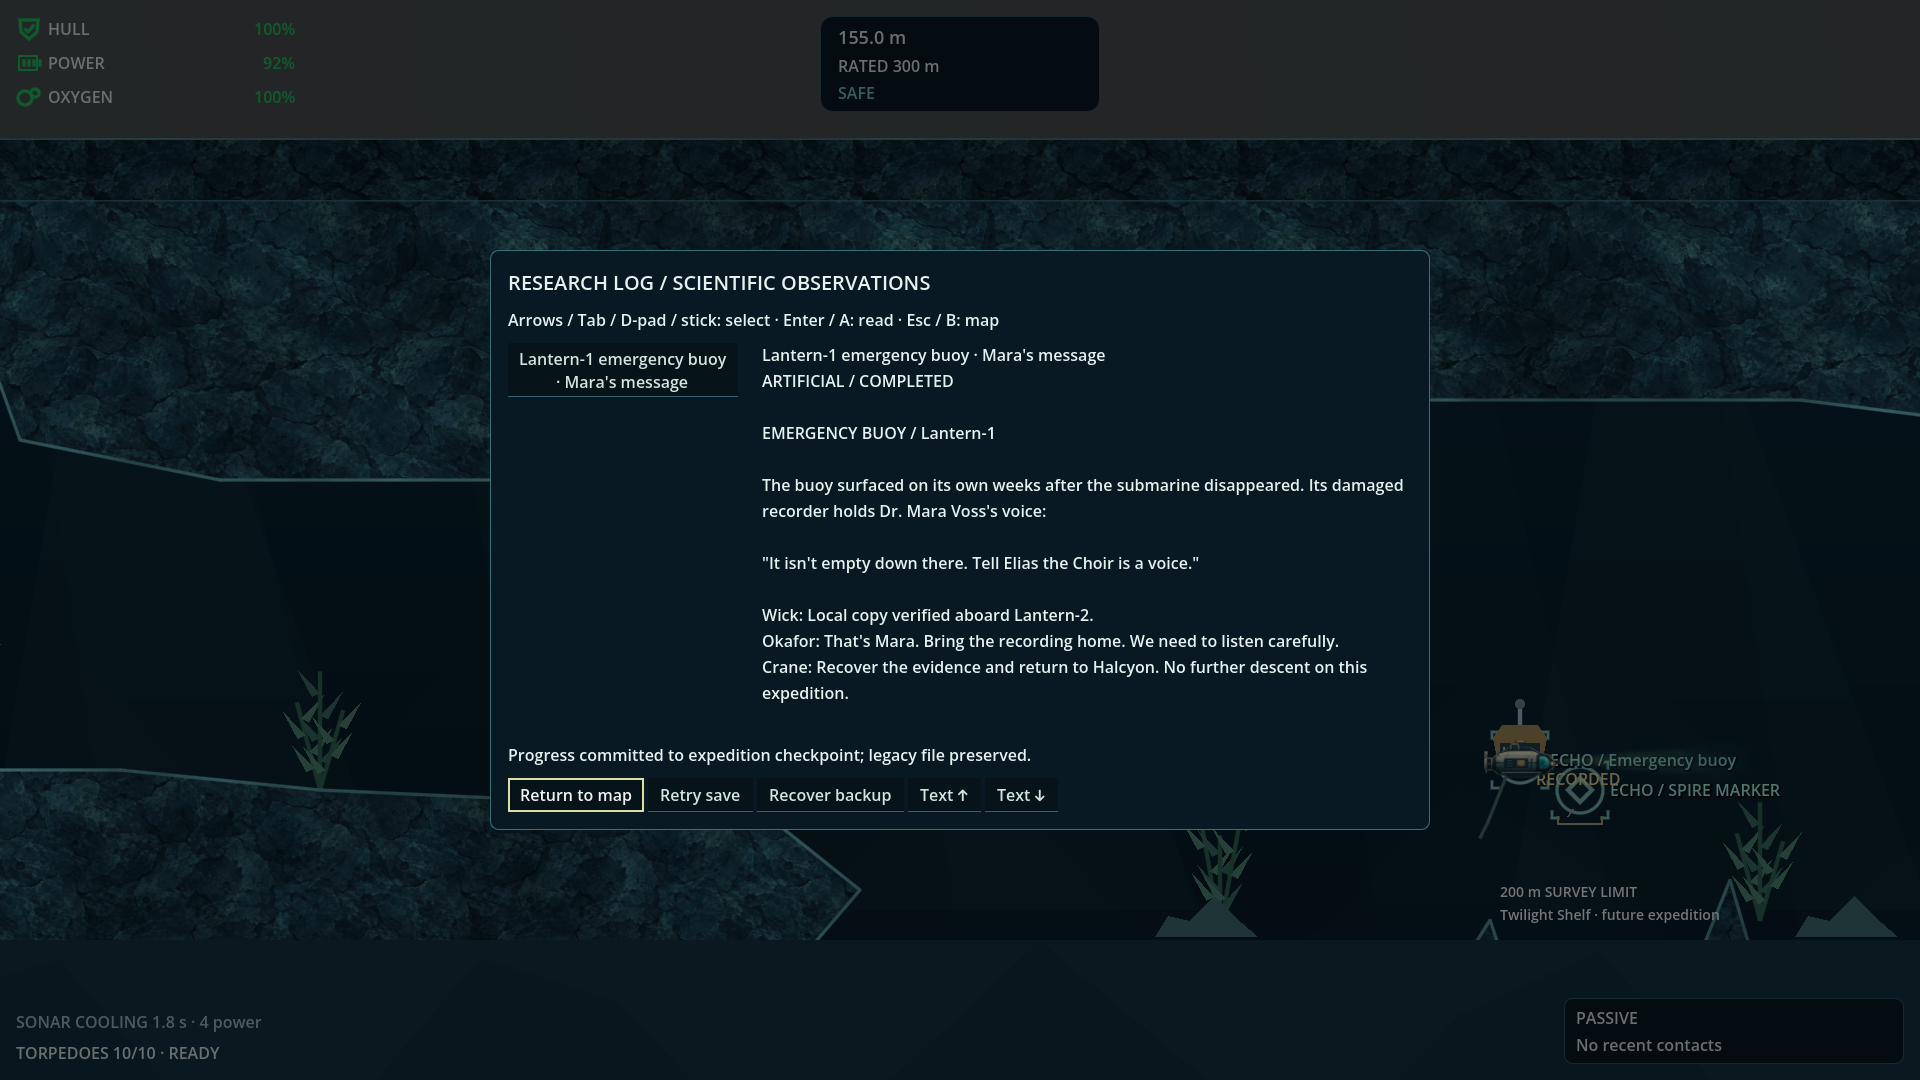 HULL 100%
POWER 92%
OXYGEN 100%
155.0 m
RATED 300 m
SAFE
RESEARCH LOG / SCIENTIFIC OBSERVATIONS
Arrows / Tab / D-pad / stick: select · Enter / A: read · Esc / B: map
Lantern-1 emergency buoy
· Mara's message
Lantern-1 emergency buoy · Mara's message
ARTIFICIAL / COMPLETED
EMERGENCY BUOY / Lantern-1
The buoy surfaced on its own weeks after the submarine disappeared. Its damaged
recorder holds Dr. Mara Voss's voice:
"It isn't empty down there. Tell Elias the Choir is a voice."
Wick: Local copy verified aboard Lantern-2.
Okafor: That's Mara. Bring the recording home. We need to listen carefully.
Crane: Recover the evidence and return to Halcyon. No further descent on this
expedition.
Progress committed to expedition checkpoint; legacy file preserved.
Return to map
Retry save
Recover backup
Text ↑
Text ↓
ECHO / Emergency buoy
RECORDED
ECHO / SPIRE MARKER
200 m SURVEY LIMIT
Twilight Shelf · future expedition
SONAR COOLING 1.8 s · 4 power
TORPEDOES 10/10 · READY
PASSIVE
No recent contacts